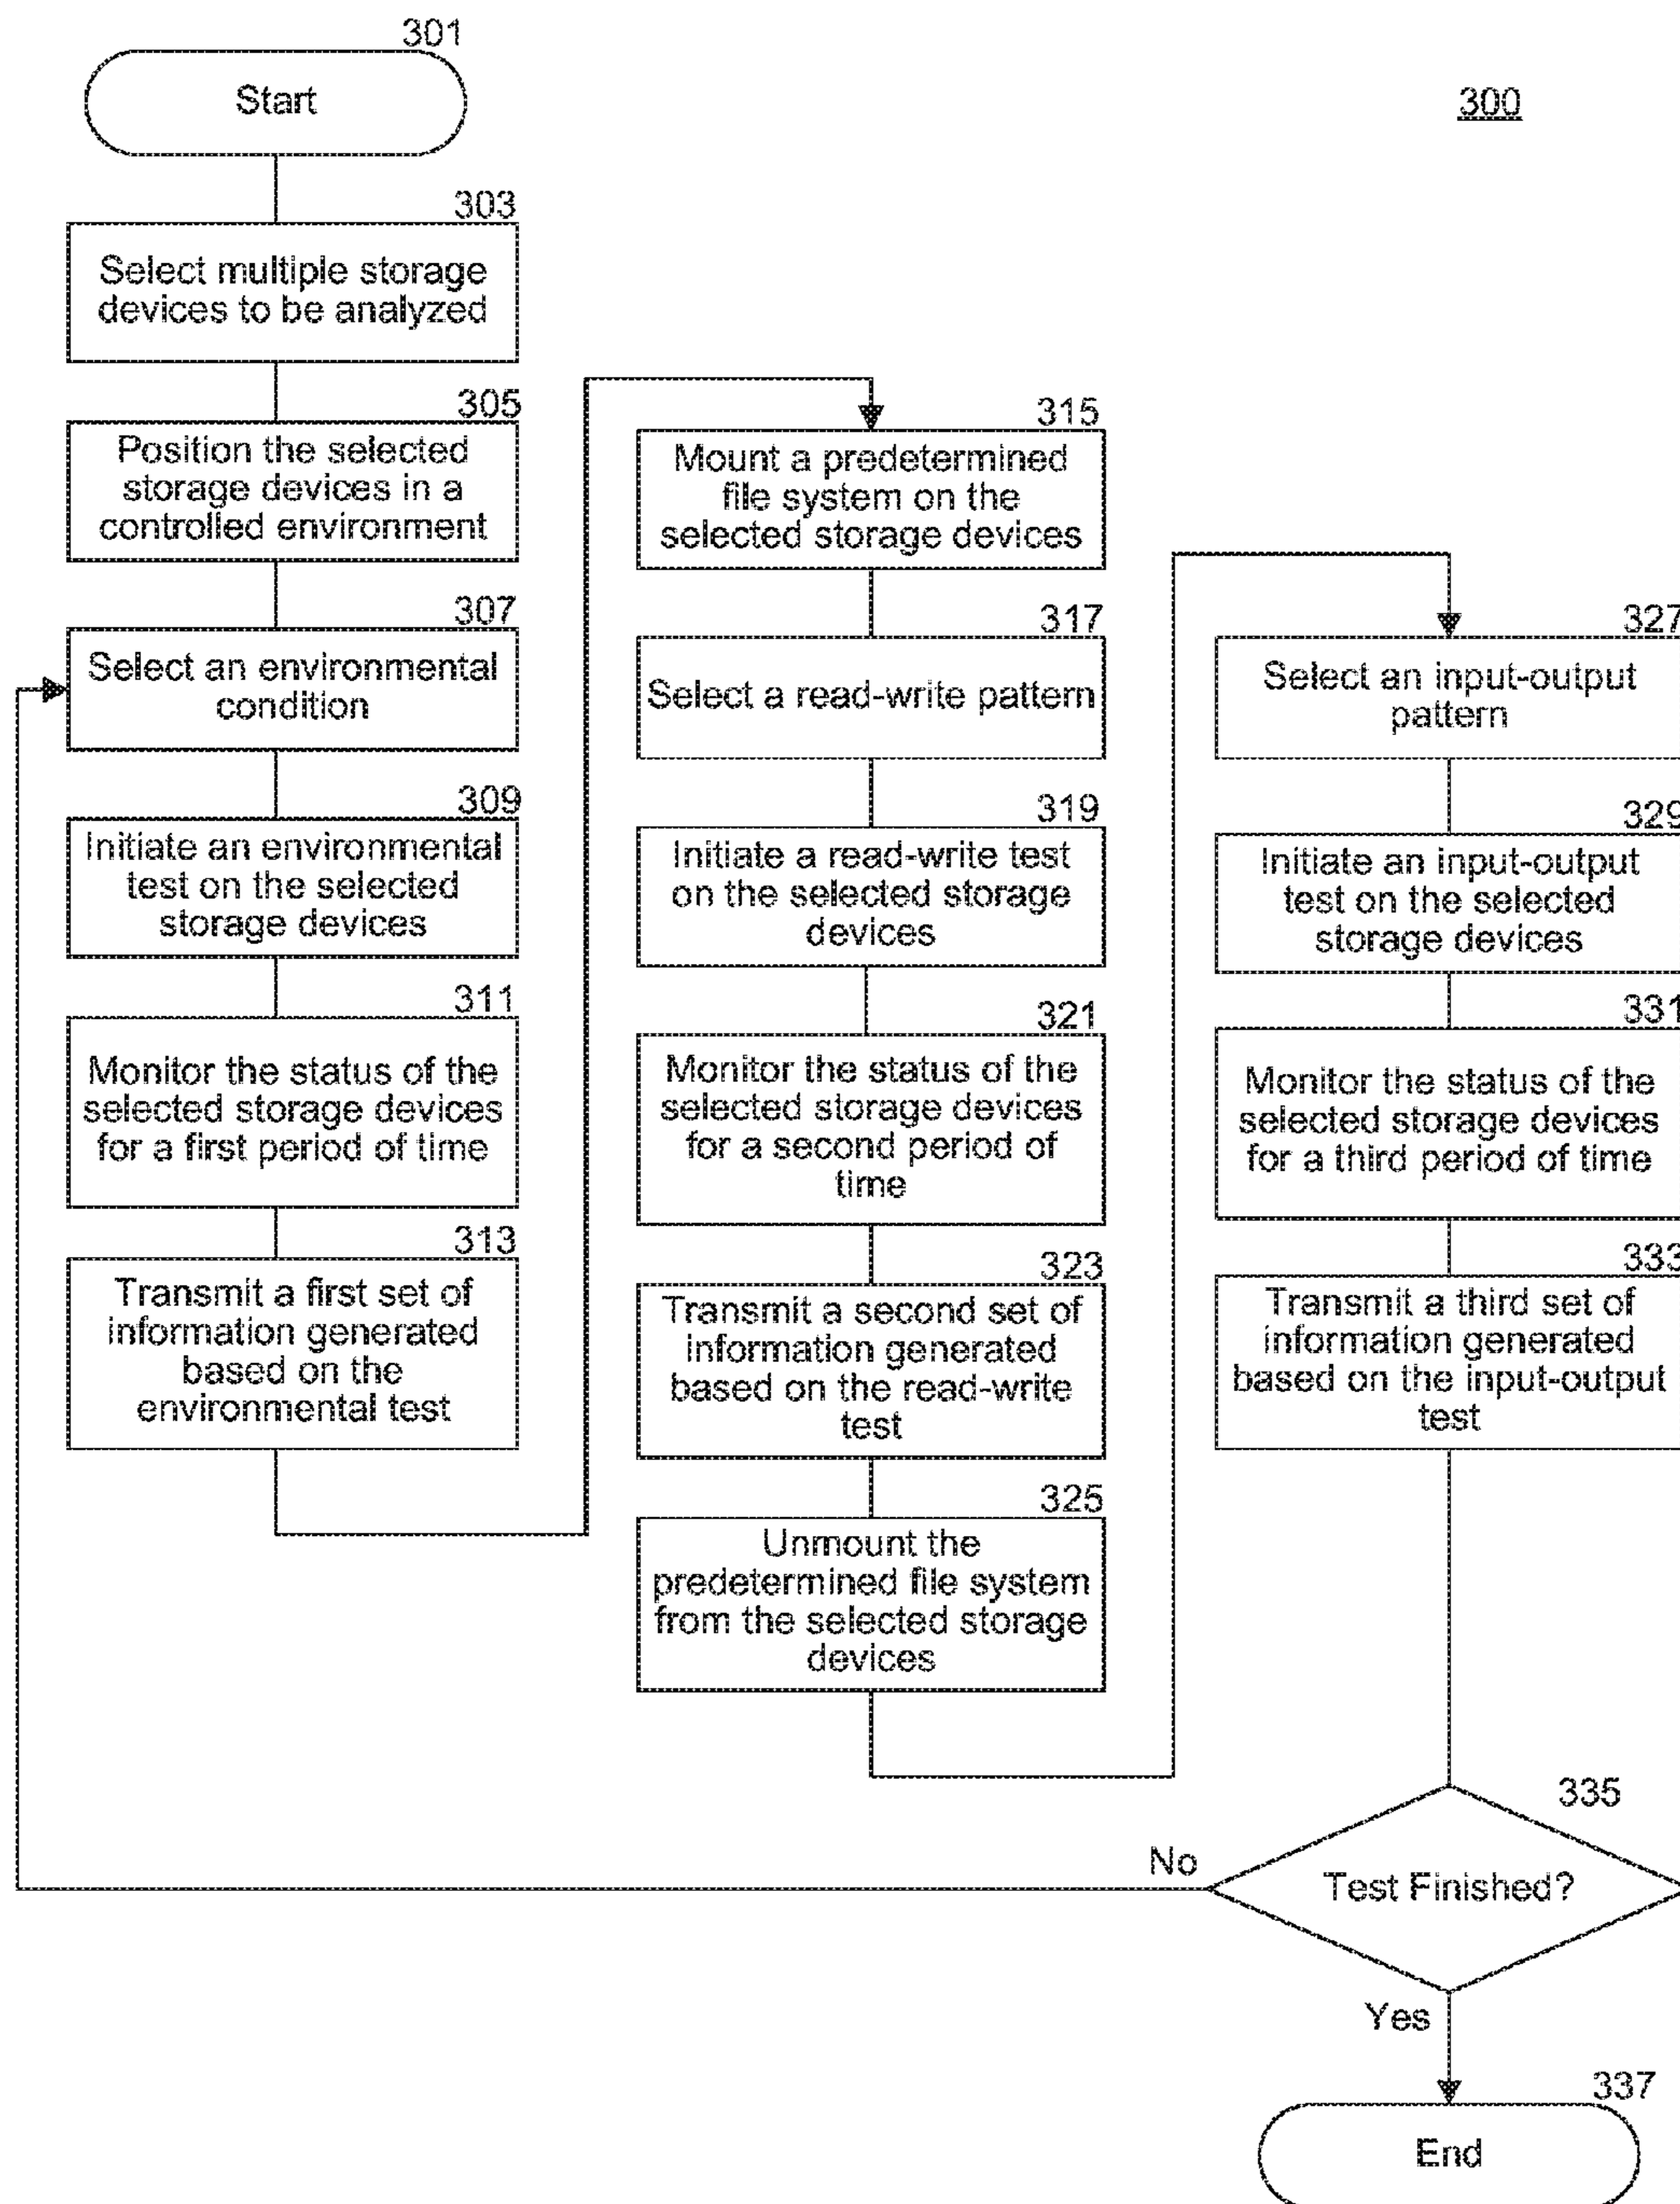 301
Start
300
303
Select multiple storage
devices to be analyzed
305
Position the selected
storage devices in a
controlled environment
307
Select an environmental
condition
309
Initiate an environmental
test on the selected
storage devices
311
Monitor the status of the
selected storage devices
for a first period of time
313
Transmit a first set of
information generated
based on the
environmental test
315
Mount a predetermined
file system on the
selected storage devices
317
Select a read-write pattern
319
Initiate a read-write test
on the selected storage
devices
321
Monitor the status of the
selected storage devices
for a second period of
time
323
Transmit a second set of
information generated
based on the read-write
test
325
Unmount the
predetermined file system
from the selected storage
devices
327
Select an input-output
pattern
329
Initiate an input-output
test on the selected
storage devices
331
Monitor the status of the
selected storage devices
for a third period of time
333
Transmit a third set of
information generated
based on the input-output
test
335
Test Finished?
No
Yes
337
End